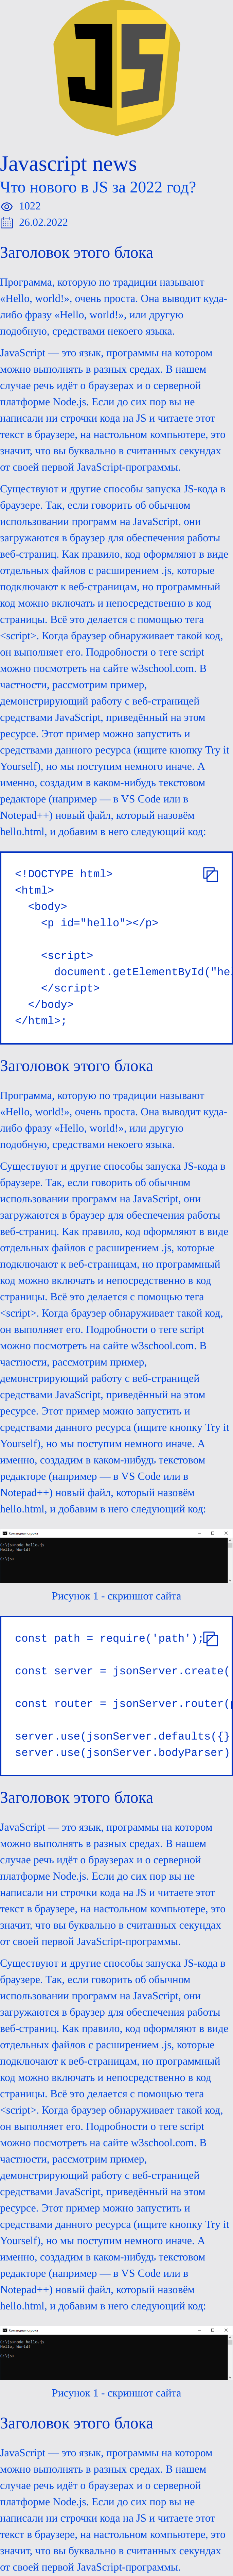 JS
Javascript news
Что нового в JS за 2022 год?
1022
26.02.2022
Заголовок этого блока
Программа, которую по традиции называют
«Hello, world!», очень проста. Она выводит куда-
либо фразу «Hello, world!», или другую
подобную, средствами некоего языка.
JavaScript — это язык, программы на котором
можно выполнять в разных средах. В нашем
случае речь идёт о браузерах и о серверной
платформе Node.js. Если до сих пор вы не
написали ни строчки кода на JS и читаете этот
текст в браузере, на настольном компьютере, это
значит, что вы буквально в считанных секундах
от своей первой JavaScript-программы.
Существуют и другие способы запуска JS-кода в
браузере. Так, если говорить об обычном
использовании программ на JavaScript, они
загружаются в браузер для обеспечения работы
веб-страниц. Как правило, код оформляют в виде
отдельных файлов с расширением .js, которые
подключают к веб-страницам, но программный
код можно включать и непосредственно в код
страницы. Всё это делается с помощью тега
<script>. Когда браузер обнаруживает такой код,
он выполняет его. Подробности о теге script
можно посмотреть на сайте w3school.com. В
частности, рассмотрим пример,
демонстрирующий работу с веб-страницей
средствами JavaScript, приведённый на этом
ресурсе. Этот пример можно запустить и
средствами данного ресурса (ищите кнопку Try it
Yourself), но мы поступим немного иначе. А
именно, создадим в каком-нибудь текстовом
редакторе (например — в VS Code или в
Notepad++) новый файл, который назовём
hello.html, и добавим в него следующий код:
<!DOCTYPE html>
<html>
<body>
<p id="hello"></p>
<script>
document.getElementById("he
</script>
</body>
</html>;
Заголовок этого блока
Программа, которую по традиции называют
«Hello, world!», очень проста. Она выводит куда-
либо фразу «Hello, world!», или другую
подобную, средствами некоего языка.
Существуют и другие способы запуска JS-кода в
браузере. Так, если говорить об обычном
использовании программ на JavaScript, они
загружаются в браузер для обеспечения работы
веб-страниц. Как правило, код оформляют в виде
отдельных файлов с расширением .js, которые
подключают к веб-страницам, но программный
код можно включать и непосредственно в код
страницы. Всё это делается с помощью тега
<script>. Когда браузер обнаруживает такой код,
он выполняет его. Подробности о теге script
можно посмотреть на сайте w3school.com. В
частности, рассмотрим пример,
демонстрирующий работу с веб-страницей
средствами JavaScript, приведённый на этом
ресурсе. Этот пример можно запустить и
средствами данного ресурса (ищите кнопку Try it
Yourself), но мы поступим немного иначе. А
именно, создадим в каком-нибудь текстовом
редакторе (например — в VS Code или в
Notepad++) новый файл, который назовём
hello.html, и добавим в него следующий код:
Командная строка
C:\js>node hello.js
Hello, World!
C:\js>
Рисунок 1 - скриншот сайта
const path = require('path');
const server = jsonServer.create(
const router = jsonServer.router(
server.use(jsonServer.defaults({}
server.use(jsonServer.bodyParser)
Заголовок этого блока
JavaScript — это язык, программы на котором
можно выполнять в разных средах. В нашем
случае речь идёт о браузерах и о серверной
платформе Node.js. Если до сих пор вы не
написали ни строчки кода на JS и читаете этот
текст в браузере, на настольном компьютере, это
значит, что вы буквально в считанных секундах
от своей первой JavaScript-программы.
Существуют и другие способы запуска JS-кода в
браузере. Так, если говорить об обычном
использовании программ на JavaScript, они
загружаются в браузер для обеспечения работы
веб-страниц. Как правило, код оформляют в виде
отдельных файлов с расширением .js, которые
подключают к веб-страницам, но программный
код можно включать и непосредственно в код
страницы. Всё это делается с помощью тега
<script>. Когда браузер обнаруживает такой код,
он выполняет его. Подробности о теге script
можно посмотреть на сайте w3school.com. В
частности, рассмотрим пример,
демонстрирующий работу с веб-страницей
средствами JavaScript, приведённый на этом
ресурсе. Этот пример можно запустить и
средствами данного ресурса (ищите кнопку Try it
Yourself), но мы поступим немного иначе. А
именно, создадим в каком-нибудь текстовом
редакторе (например — в VS Code или в
Notepad++) новый файл, который назовём
hello.html, и добавим в него следующий код:
Командная строка
C:\js>node hello.js
Hello, World!
C:\js>
Рисунок 1 - скриншот сайта
Заголовок этого блока
JavaScript — это язык, программы на котором
можно выполнять в разных средах. В нашем
случае речь идёт о браузерах и о серверной
платформе Node.js. Если до сих пор вы не
написали ни строчки кода на JS и читаете этот
текст в браузере, на настольном компьютере, это
значит, что вы буквально в считанных секундах
от своей первой JavaScript-программы.